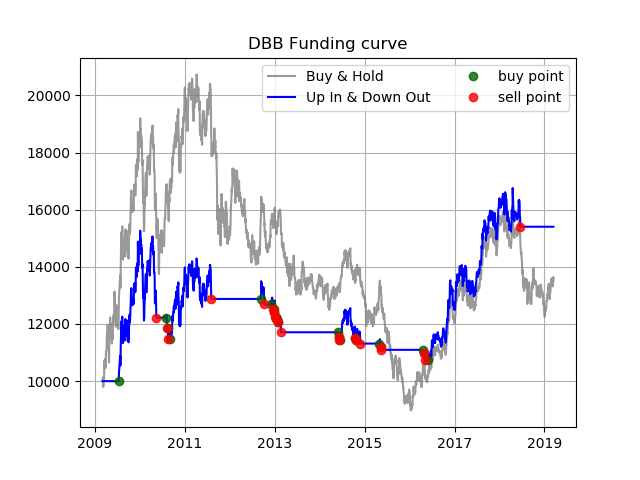 DBB Funding curve
Buy & Hold
Up In & Down Out
buy point
sell point
20000
18000
16000
14000
12000
10000
2009 2011 2013 2015 2017 2019